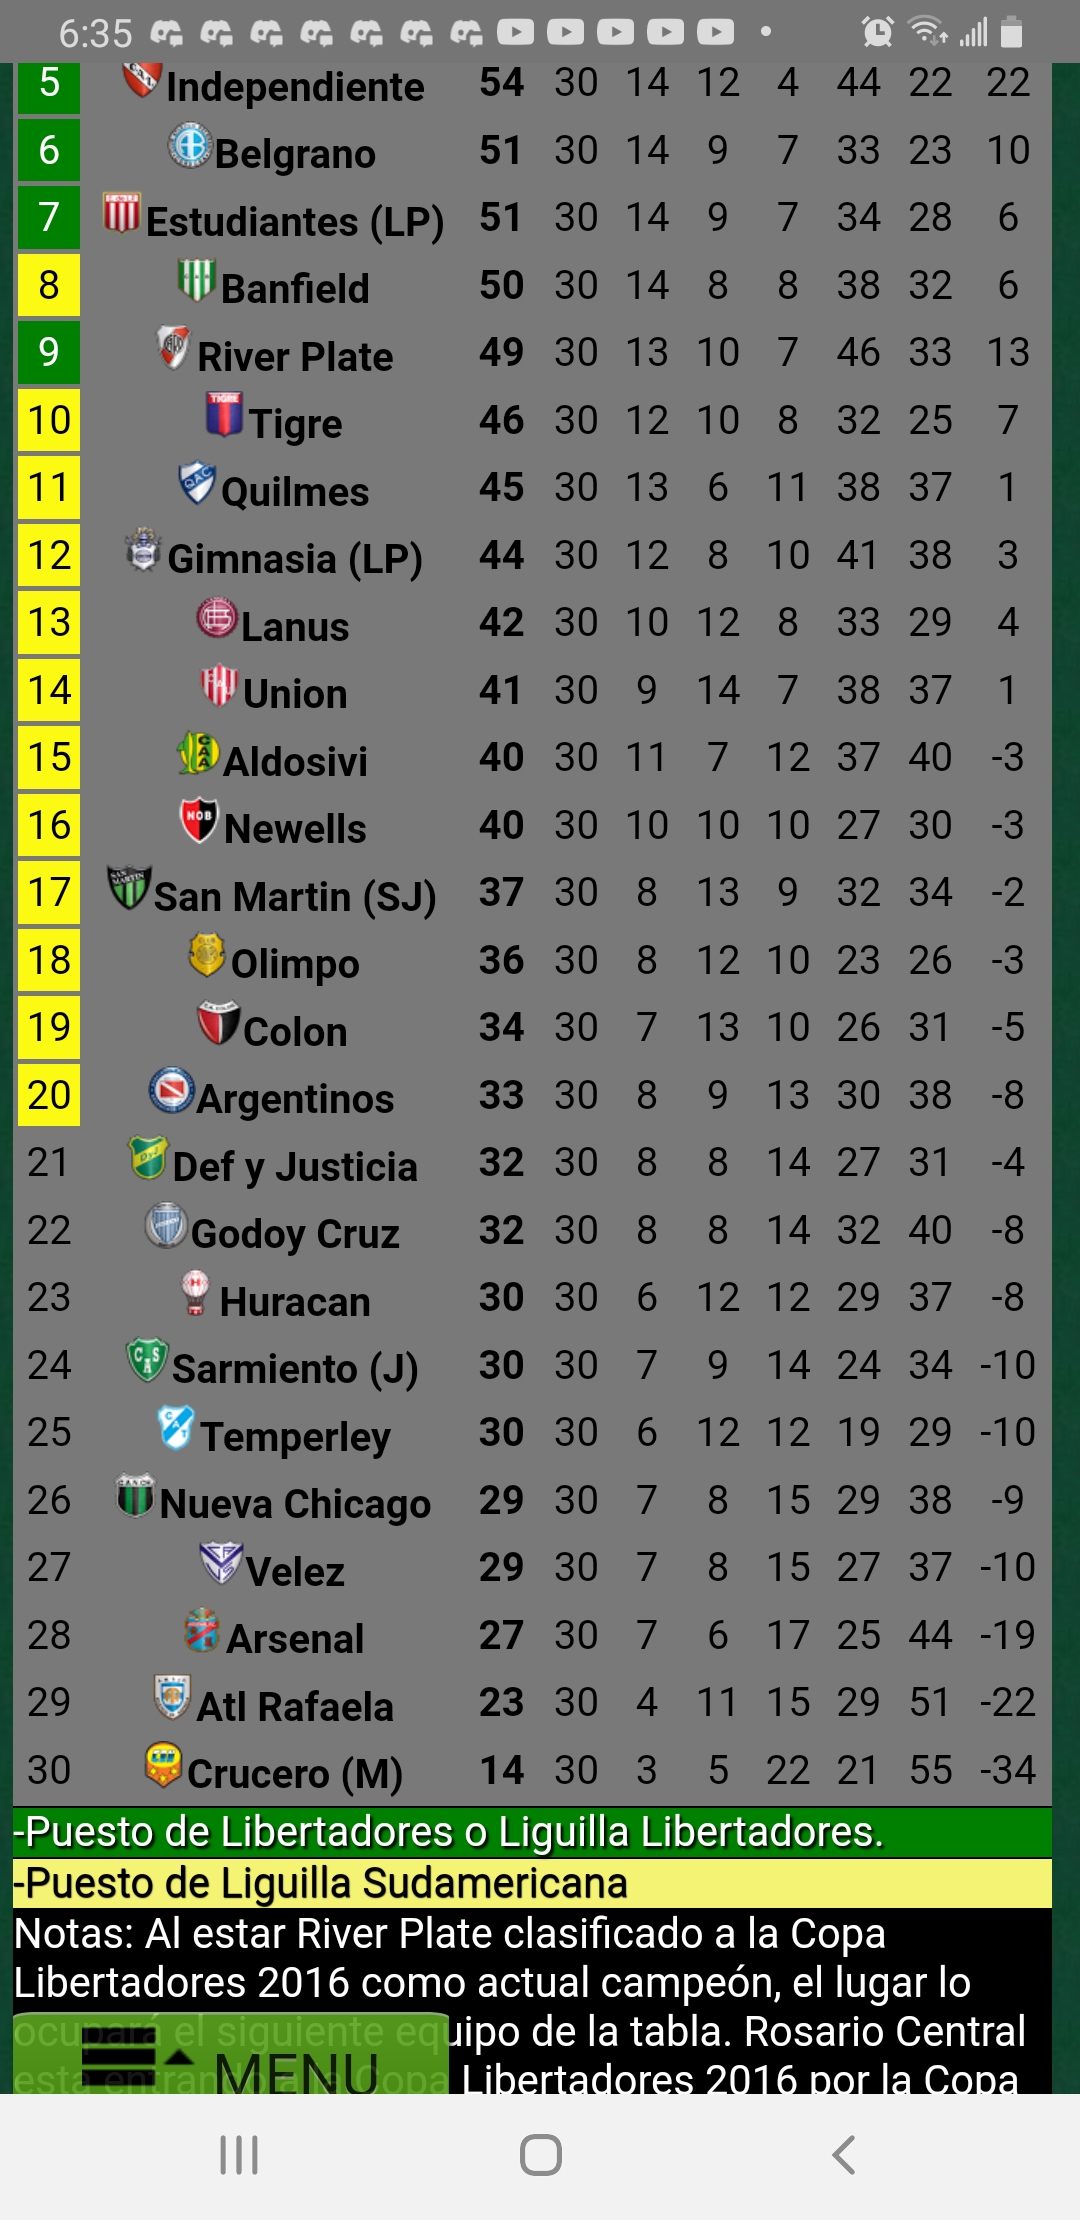 6:35
5 Independiente 54 30 14 12 4 44 22 22
6 Belgrano 51 30 14 9 7 33 23 10
7 Estudiantes (LP) 51 30 14 9 7 34 28 6
8 Banfield 50 30 14 8 8 38 32 6
9 River Plate 49 30 13 10 7 46 33 13
10 Tigre 46 30 12 10 8 32 25 7
11 Quilmes 45 30 13 6 11 38 37 1
12 Gimnasia (LP) 44 30 12 8 10 41 38 3
13 Lanus 42 30 10 12 8 33 29 4
14 Union 41 30 9 14 7 38 37 1
15 Aldosivi 40 30 11 7 12 37 40 -3
16 Newells 40 30 10 10 10 27 30 -3
17 San Martin (SJ) 37 30 8 13 9 32 34 -2
18 Olimpo 36 30 8 12 10 23 26 -3
19 Colon 34 30 7 13 10 26 31 -5
20 Argentinos 33 30 8 9 13 30 38 -8
21 Def y Justicia 32 30 8 8 14 27 31 -4
22 Godoy Cruz 32 30 8 8 14 32 40 -8
23 Huracan 30 30 6 12 12 29 37 -8
24 Sarmiento (J) 30 30 7 9 14 24 34 -10
25 Temperley 30 30 6 12 12 19 29 -10
26 Nueva Chicago 29 30 7 8 15 29 38 -9
27 Velez 29 30 7 8 15 27 37 -10
28 Arsenal 27 30 7 6 17 25 44 -19
29 Atl Rafaela 23 30 4 11 15 29 51 -22
30 Crucero (M) 14 30 3 5 22 21 55 -34
-Puesto de Libertadores o Liguilla Libertadores.
-Puesto de Liguilla Sudamericana
Notas: Al estar River Plate clasificado a la Copa
Libertadores 2016 como actual campeón, el lugar lo
ocupará el siguiente equipo de la tabla. Rosario Central
Copa Libertadores 2016 por la Copa
MENU